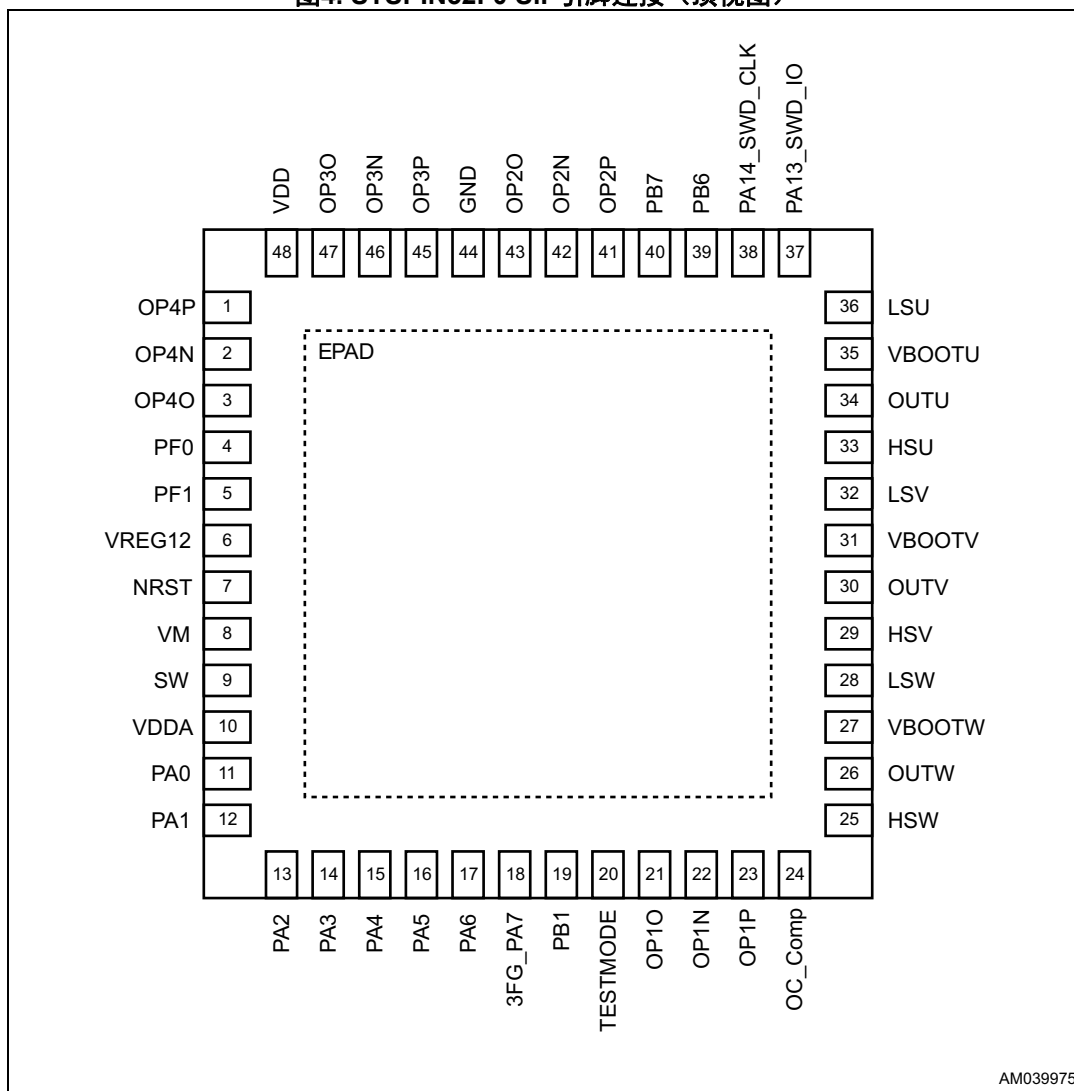 VDD
OP3O
OP3N
OP3P
GND
OP2O
OP2N
OP2P
PB7
PB6
PA14_SWD_CLK
PA13_SWD_IO
48
47
46
45
44
43
42
41
40
39
38
37
OP4P 1
OP4N 2
OP4O 3
PF0 4
PF1 5
VREG12 6
NRST 7
VM 8
SW 9
VDDA 10
PA0 11
PA1 12
EPAD
36 LSU
35 VBOOTU
34 OUTU
33 HSU
32 LSV
31 VBOOTV
30 OUTV
29 HSV
28 LSW
27 VBOOTW
26 OUTW
25 HSW
13
14
15
16
17
18
19
20
21
22
23
24
PA2
PA3
PA4
PA5
PA6
3FG_PA7
PB1
TESTMODE
OP1O
OP1N
OP1P
OC_Comp
AM039975